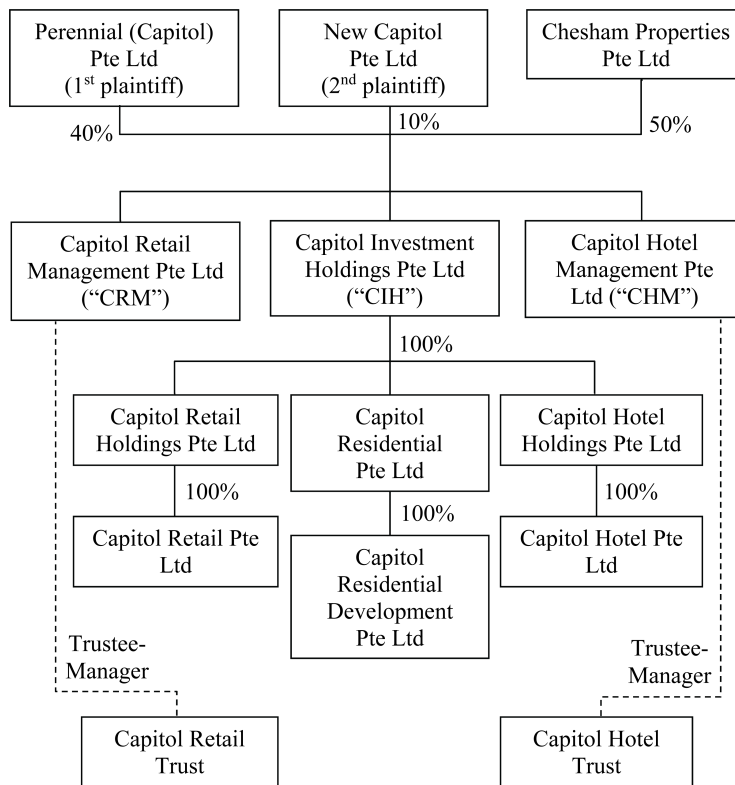 Perennial (Capitol)
Pte Ltd
(1st plaintiff)
New Capitol
Pte Ltd
(2nd plaintiff)
Chesham Properties
Pte Ltd
40%
10%
50%
Capitol Retail
Management Pte Ltd
(“CRM”)
Capitol Investment
Holdings Pte Ltd
(“CIH”)
Capitol Hotel
Management Pte
Ltd (“CHM”)
100%
Capitol Retail
Holdings Pte Ltd
Capitol
Residential
Pte Ltd
Capitol Hotel
Holdings Pte Ltd
100%
100%
100%
Capitol Retail Pte
Ltd
Capitol
Residential
Development
Pte Ltd
Capitol Hotel Pte
Ltd
Trustee-
Manager
Trustee-
Manager
Capitol Retail
Trust
Capitol Hotel
Trust